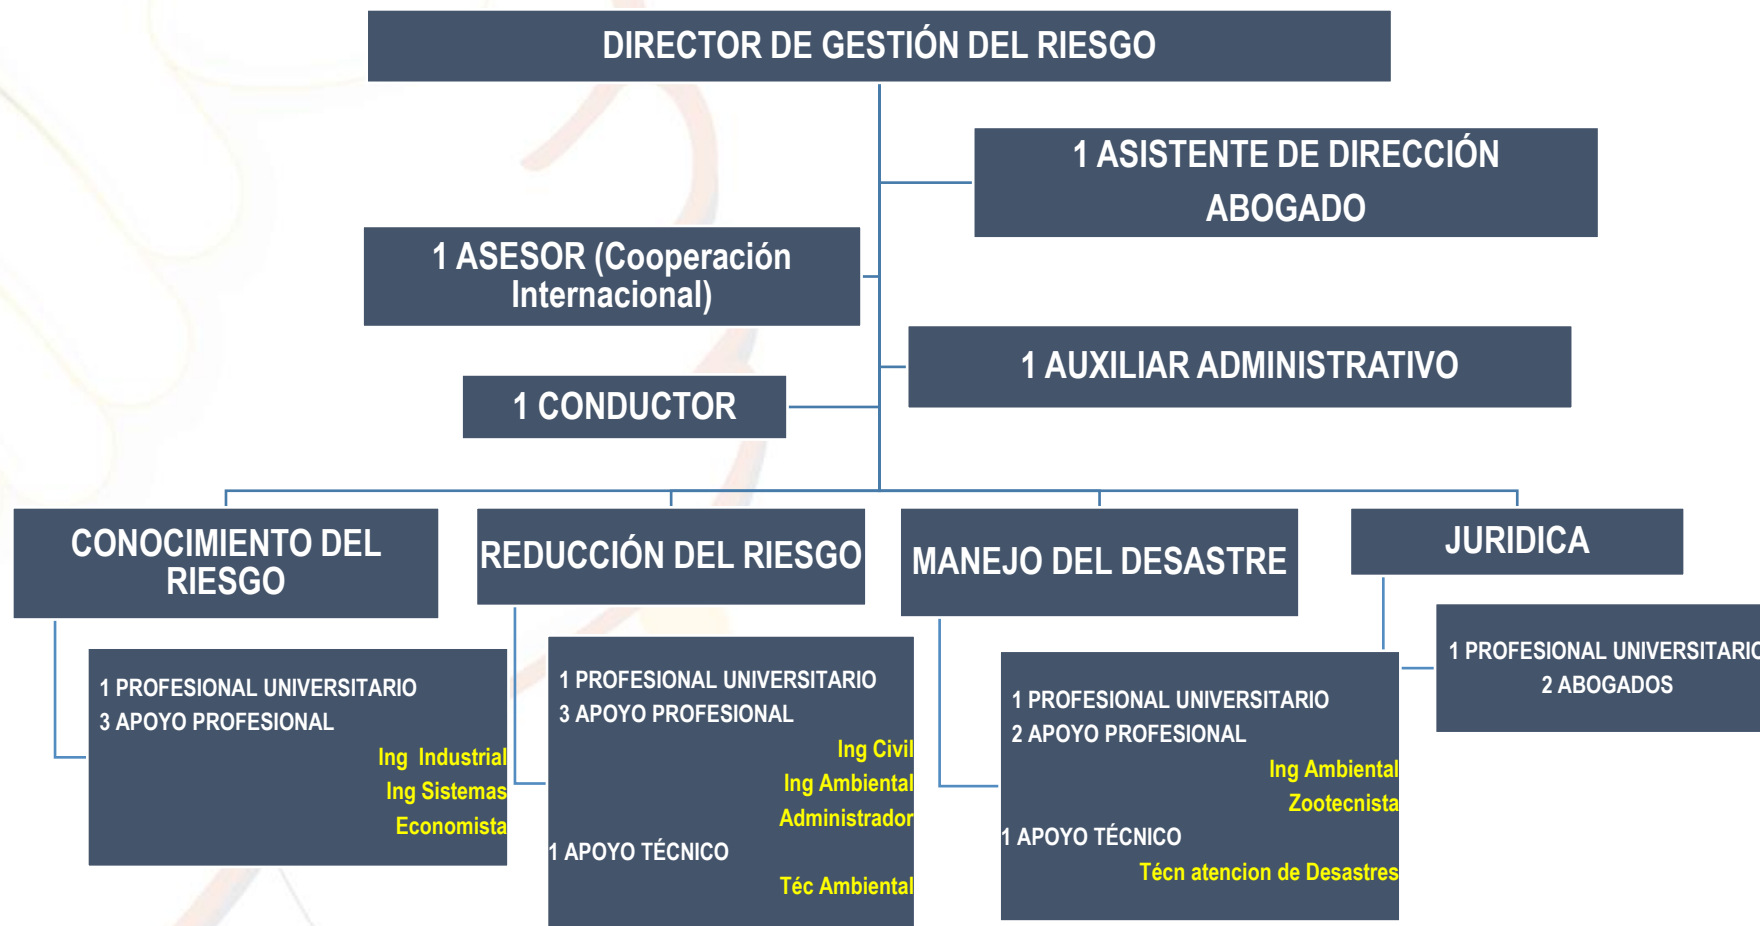 DIRECTOR DE GESTIÓN DEL RIESGO
1 ASISTENTE DE DIRECCIÓN
ABOGADO
1 ASESOR (Cooperación
Internacional)
1 AUXILIAR ADMINISTRATIVO
1 CONDUCTOR
CONOCIMIENTO DEL
RIESGO
1 PROFESIONAL UNIVERSITARIO
3 APOYO PROFESIONAL
Ing Industrial
Ing Sistemas
Economista
REDUCCIÓN DEL RIESGO
1 PROFESIONAL UNIVERSITARIO
3 APOYO PROFESIONAL
Ing Civil
Ing Ambiental
Administrador
1 APOYO TÉCNICO
Téc Ambiental
MANEJO DEL DESASTRE
1 PROFESIONAL UNIVERSITARIO
2 APOYO PROFESIONAL
Ing Ambiental
Zootecnista
1 APOYO TÉCNICO
Técn atencion de Desastres
JURIDICA
1 PROFESIONAL UNIVERSITARIO
2 ABOGADOS